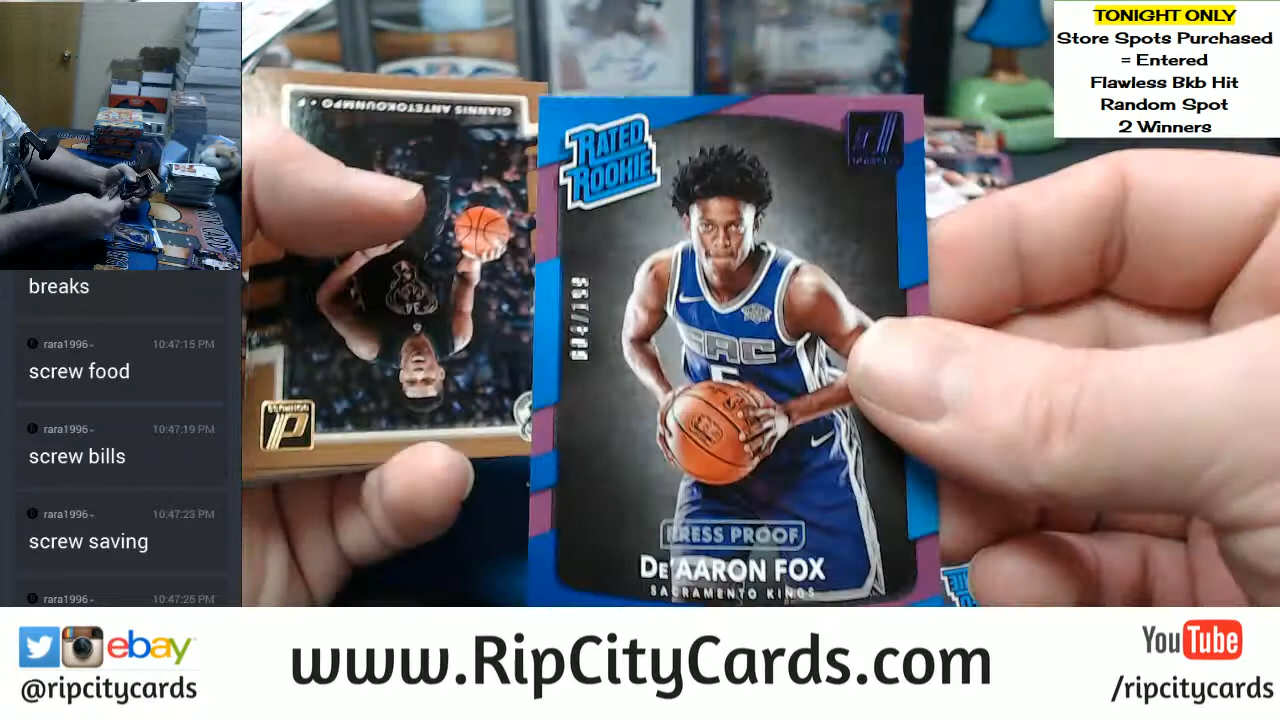 TONIGHT ONLY
Store Spots Purchased
= Entered
Flawless Bkb Hit
Random Spot
2 Winners
breaks
rara1996- 10:47:15 PM
screw food
rara1996- 10:47:19 PM
screw bills
rara1996- 10:47:23 PM
screw saving
rara1996- 10:47:25 PM
GIANNIS ANTETOKOUNMPO
RATED
ROOKIE
SAC
5
PRESS PROOF
DE'AARON FOX
SACRAMENTO KINGS
ebay
@ripcitycards
www.RipCityCards.com
YouTube
/ripcitycards